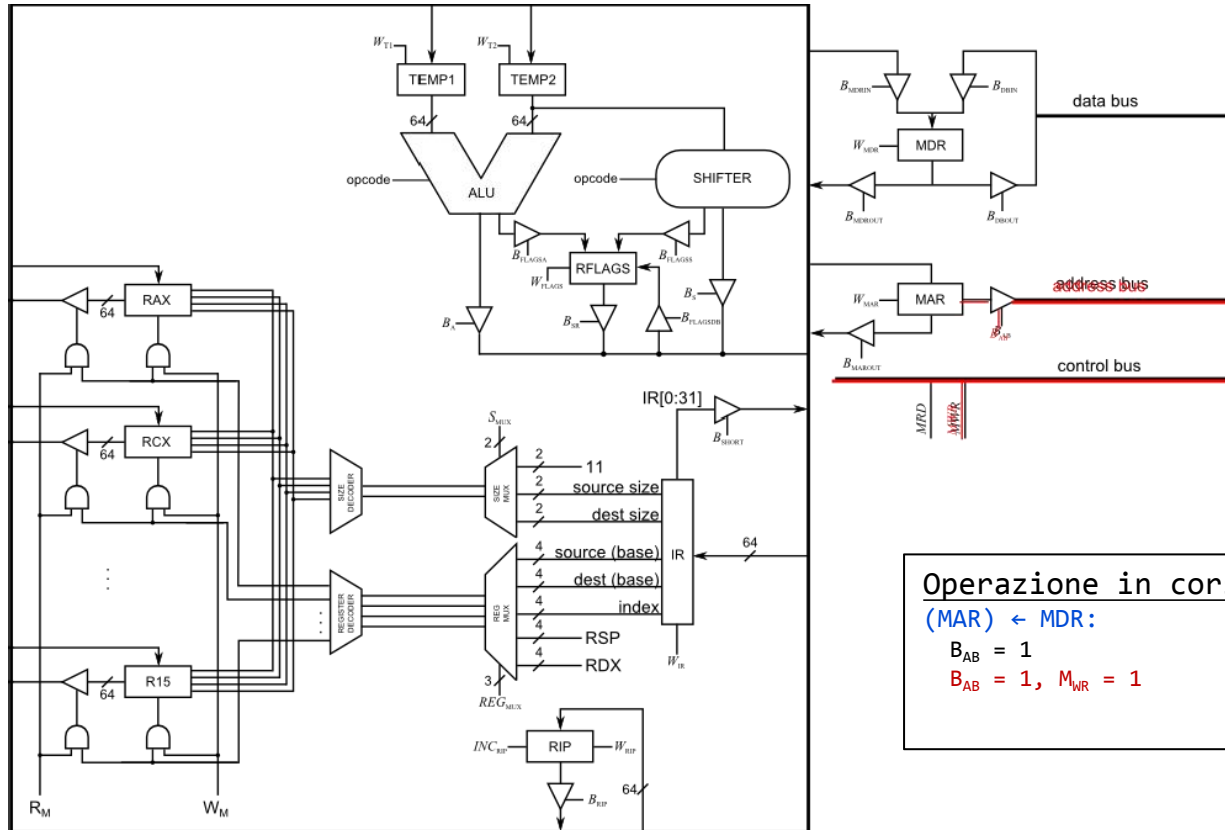 W_T1
W_T2
TEMP1
TEMP2
64
64
opcode
ALU
opcode
SHIFTER
B_FLAGSA
B_FLAGSS
W_FLAGS
RFLAGS
B_A
B_SR
B_FLAGSDB
B_S
B_MDRIN
B_DBIN
data bus
W_MDR
MDR
B_MDROUT
B_DBOUT
W_MAR
MAR
address bus
address bus
B_AB
B_MAROUT
control bus
MRD
MWR
RAX
64
RCX
64
R15
64
R_M
W_M
SIZE DECODER
REGISTER DECODER
S_MUX
2
SIZE MUX
2
11
2
source size
2
dest size
4
source (base)
4
dest (base)
4
index
4
RSP
4
RDX
REG MUX
3
REG_MUX
IR[0:31]
B_SHORT
IR
64
W_IR
INC_RIP
RIP
W_RIP
B_RIP
64
Operazione in cor
(MAR) ← MDR:
B_AB = 1
B_AB = 1, M_WR = 1